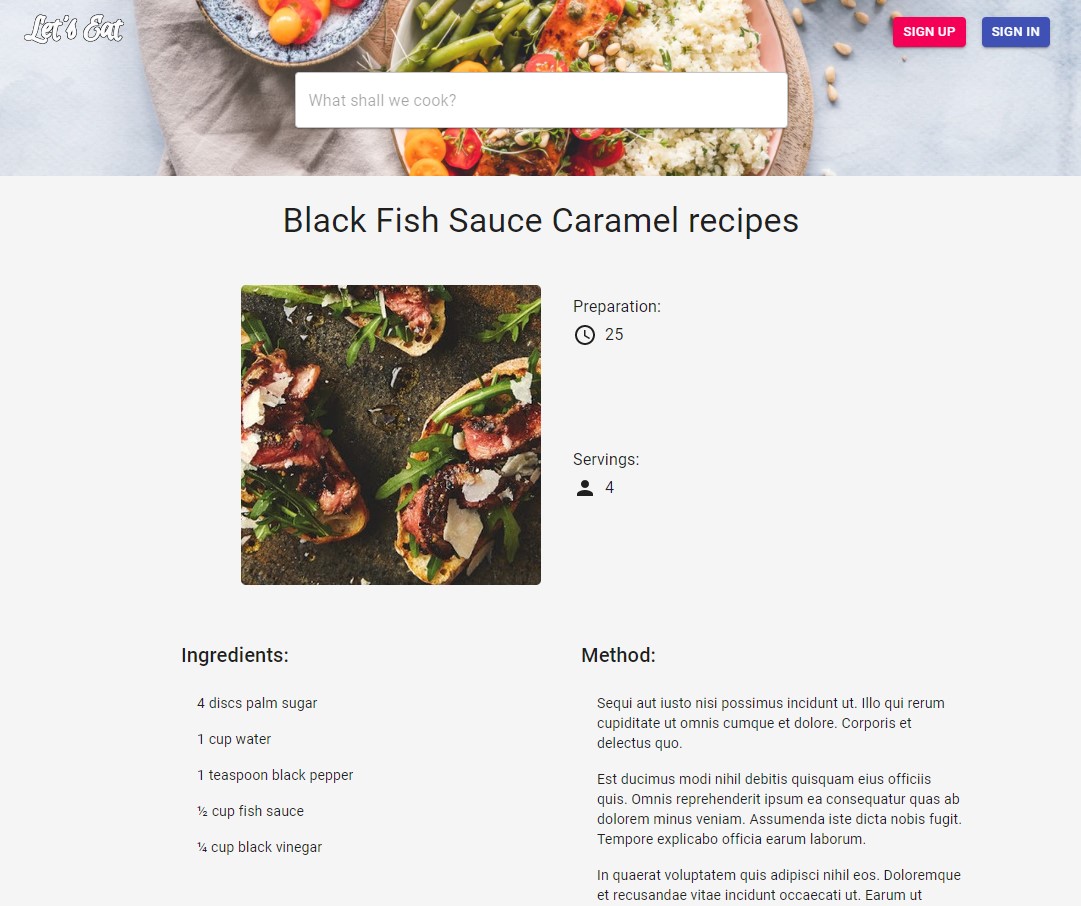 Let's Eat
SIGN UP
SIGN IN
What shall we cook?
Black Fish Sauce Caramel recipes
Preparation:
25
Servings:
4
Ingredients:
4 discs palm sugar
1 cup water
1 teaspoon black pepper
½ cup fish sauce
¼ cup black vinegar
Method:
Sequi aut iusto nisi possimus incidunt ut. Illo qui rerum
cupiditate ut omnis cumque et dolore. Corporis et
delectus quo.
Est ducimus modi nihil debitis quisquam eius officiis
quis. Omnis reprehenderit ipsum ea consequatur quas ab
dolorem minus veniam. Assumenda iste dicta nobis fugit.
Tempore explicabo officia earum laborum.
In quaerat voluptatem quis adipisci nihil eos. Doloremque
et recusandae vitae incidunt occaecati ut. Earum ut